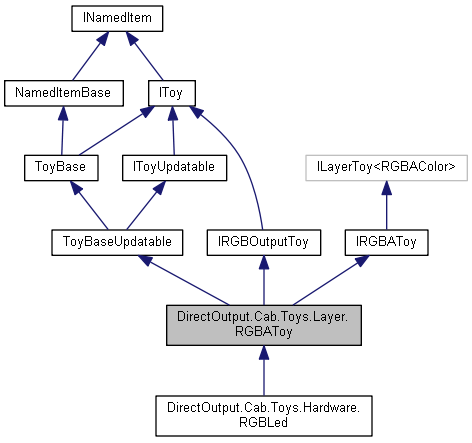 INamedItem
NamedItemBase
IToy
ToyBase
IToyUpdatable
ILayerToy<RGBAColor>
ToyBaseUpdatable
IRGBOutputToy
IRGBAToy
DirectOutput.Cab.Toys.Layer.
RGBAToy
DirectOutput.Cab.Toys.Hardware.
RGBLed